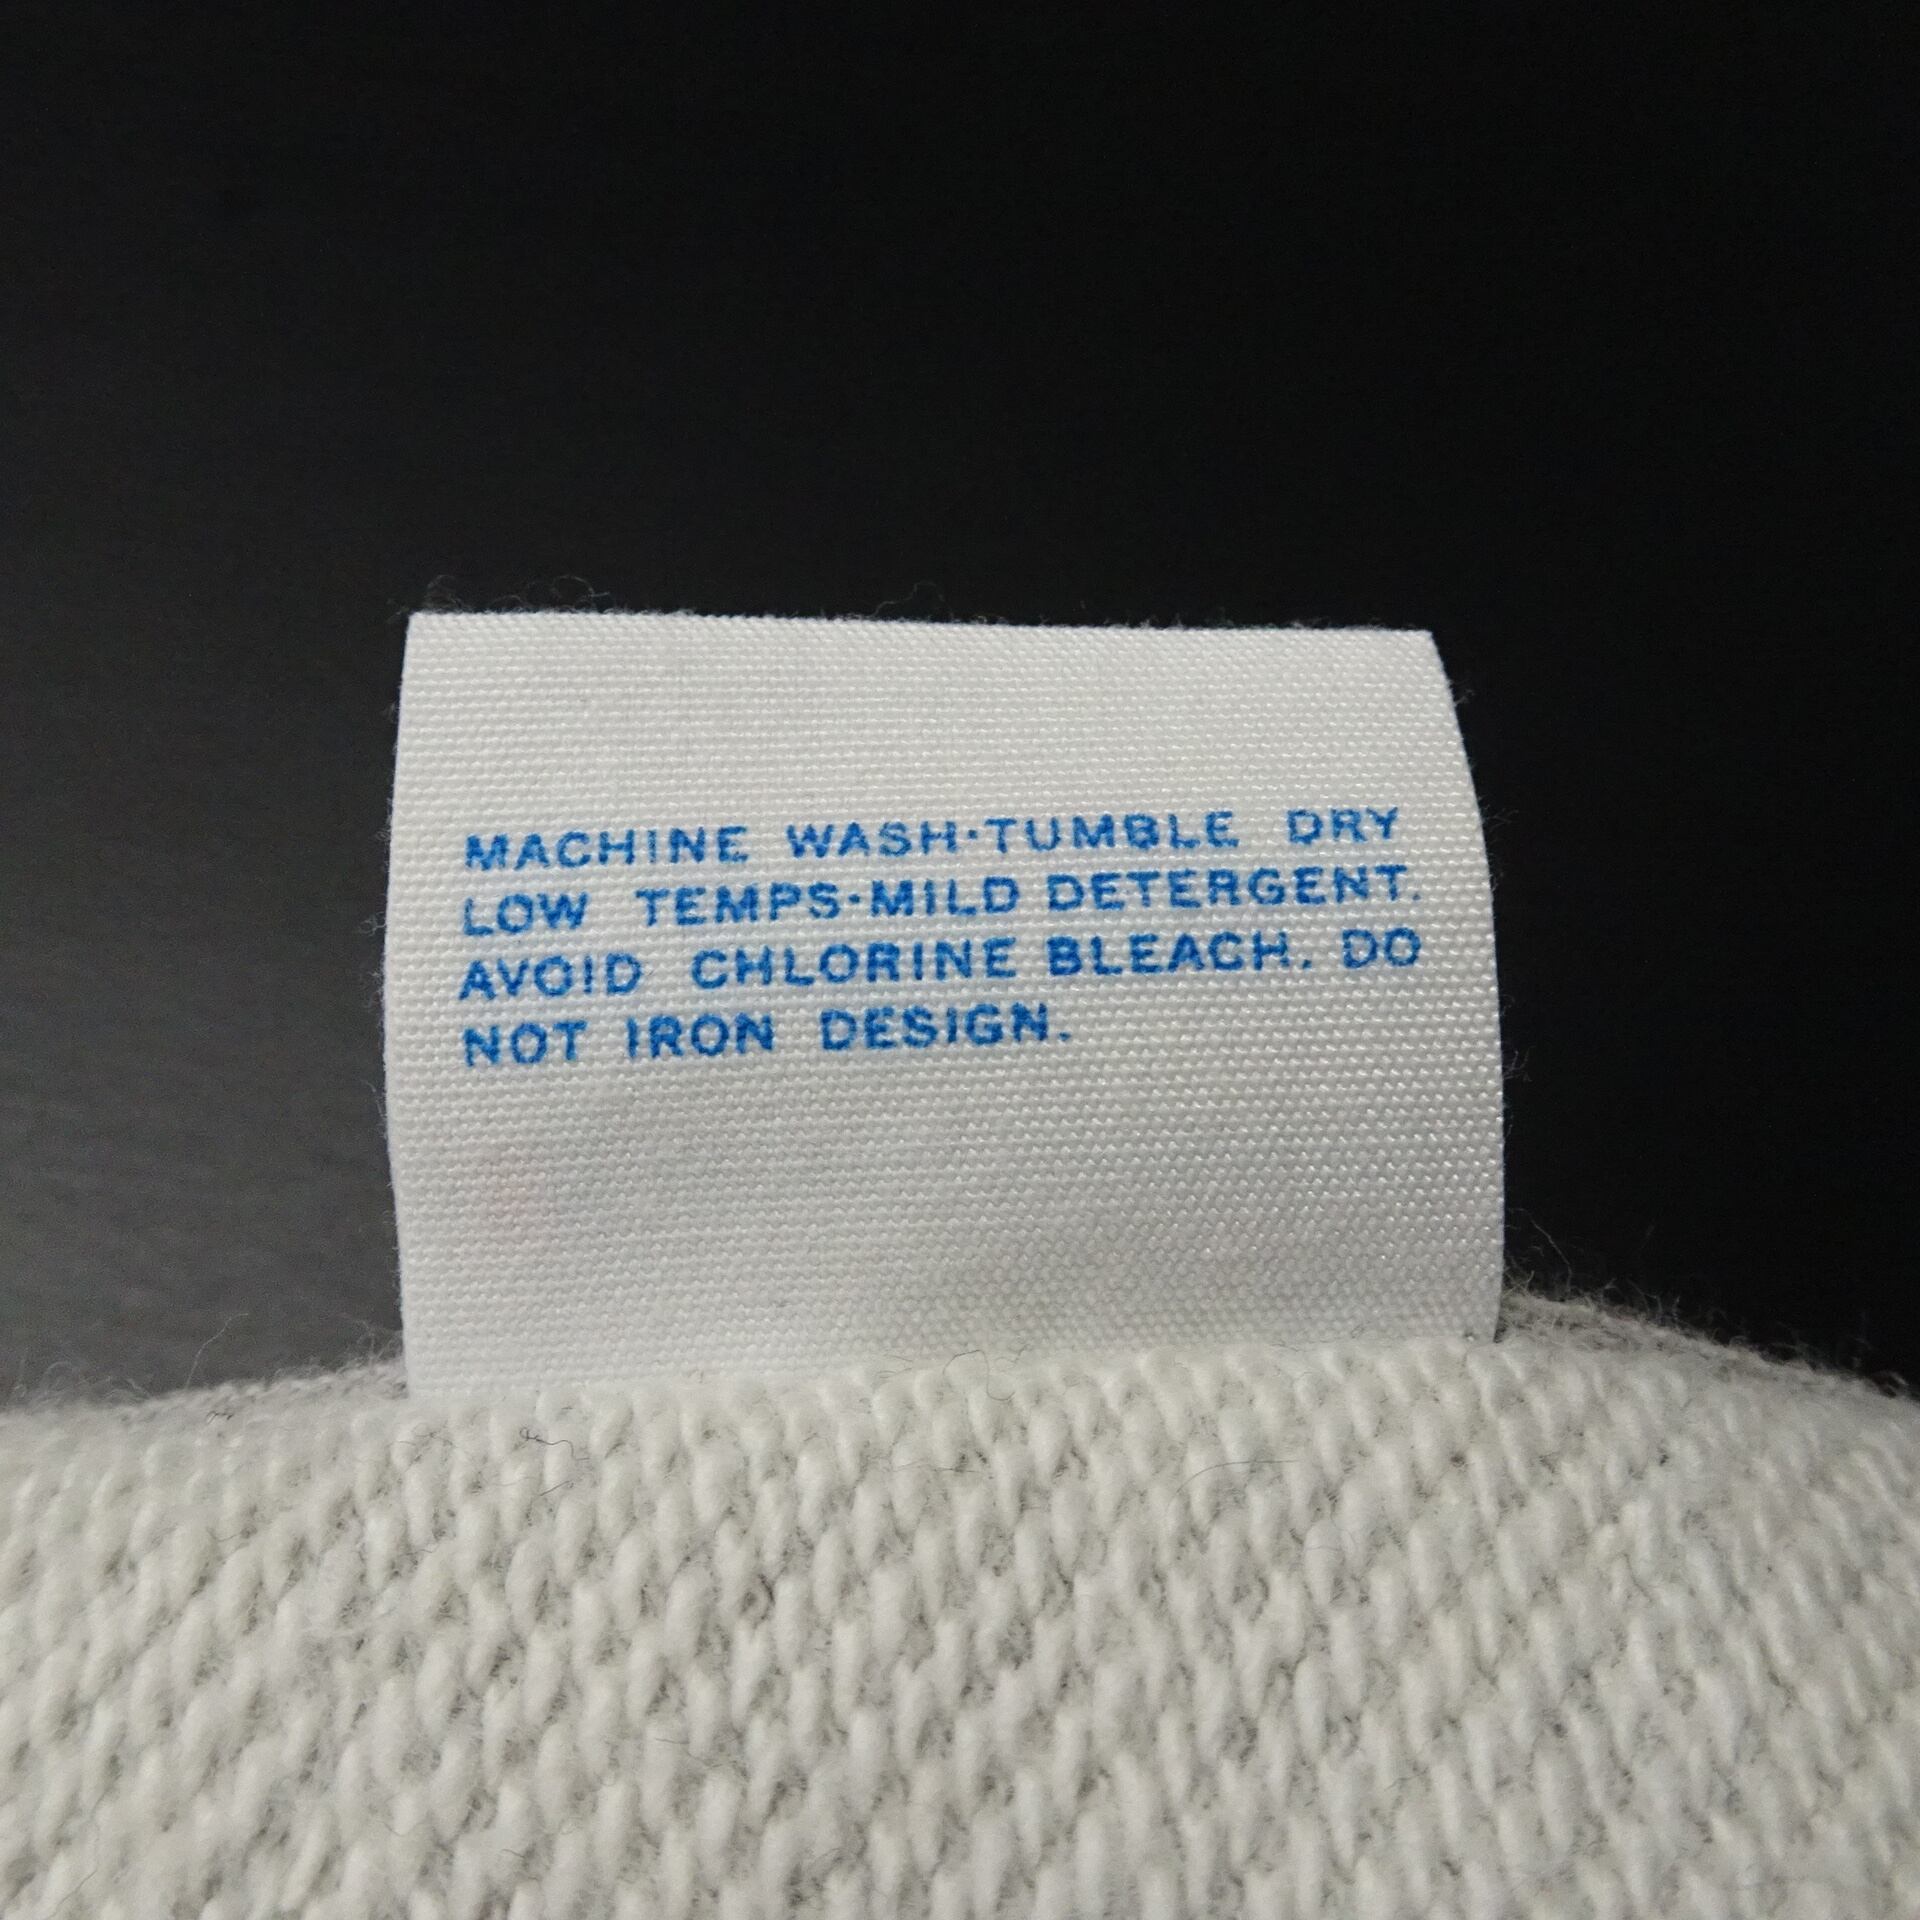 MACHINE WASH·TUMBLE DRY
LOW TEMPS·MILD DETERGENT.
AVOID CHLORINE BLEACH. DO
NOT IRON DESIGN.